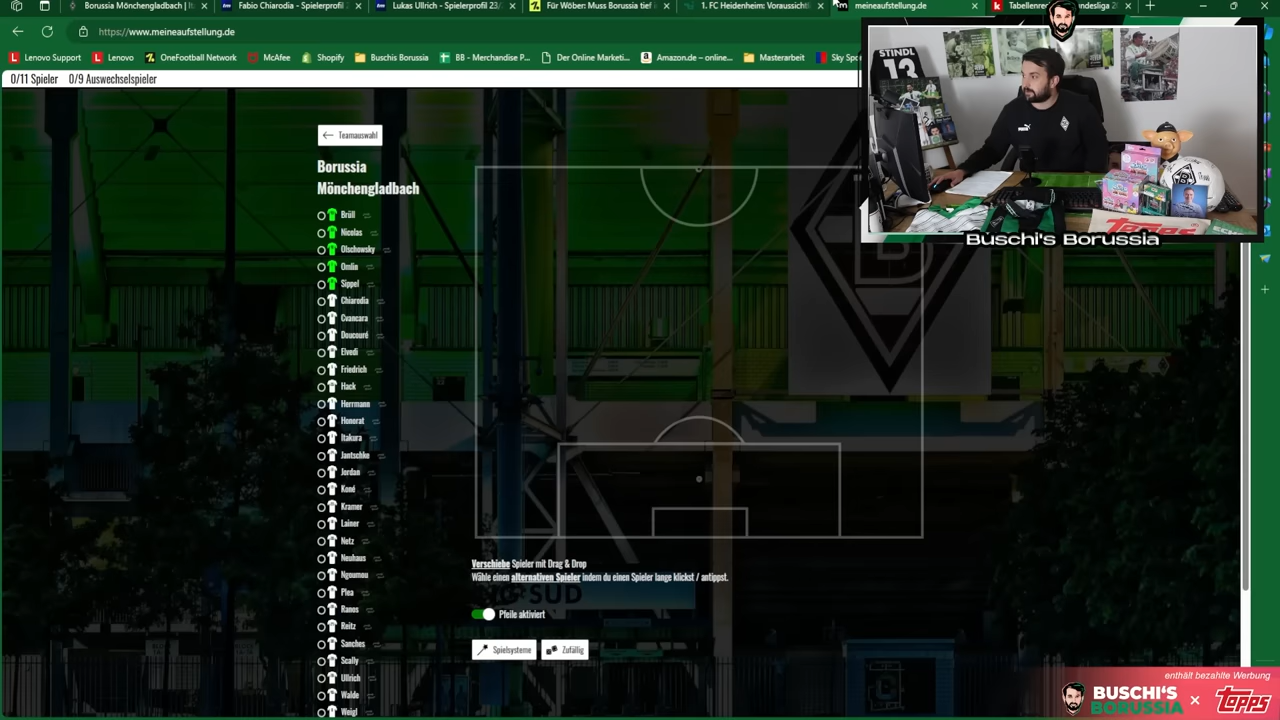 Borussia Mönchengladbach |
Fabio Chiarodia - Spielerprofil
Lukas Ullrich - Spielerprofil 23/
Für Wöber: Muss Borussia tief
1. FC Heidenheim: Voraussichtl
meineaufstellung.de
https://www.meineaufstellung.de
Lenovo Support
Lenovo
OneFootball Network
McAfee
Shopify
Buschis Borussia
BB - Merchandise P...
Der Online Marketi...
Amazon.de – online...
Masterarbeit
0/11 Spieler
0/9 Auswechselspieler
STINDL
13
Teamauswahl
Borussia
Mönchengladbach
Brüll
Nicolas
Olschowsky
Omlin
Sippel
Chiarodia
Cvancara
Doucouré
Elvedi
Friedrich
Hack
Herrmann
Honorat
Itakura
Jantschke
Jordan
Koné
Kramer
Lainer
Netz
Neuhaus
Ngoumou
Plea
Ranos
Reitz
Sanches
Scally
Ullrich
Walde
Weigl
Buschi's Borussia
Verschiebe Spieler mit Drag & Drop
Wähle einen alternativen Spieler indem du einen Spieler lange klickst / antippst.
Pfeile aktiviert
Spielsysteme
Zufällig
enthält bezahlte Werbung
BUSCHI'S
BORUSSIA
×
Topps